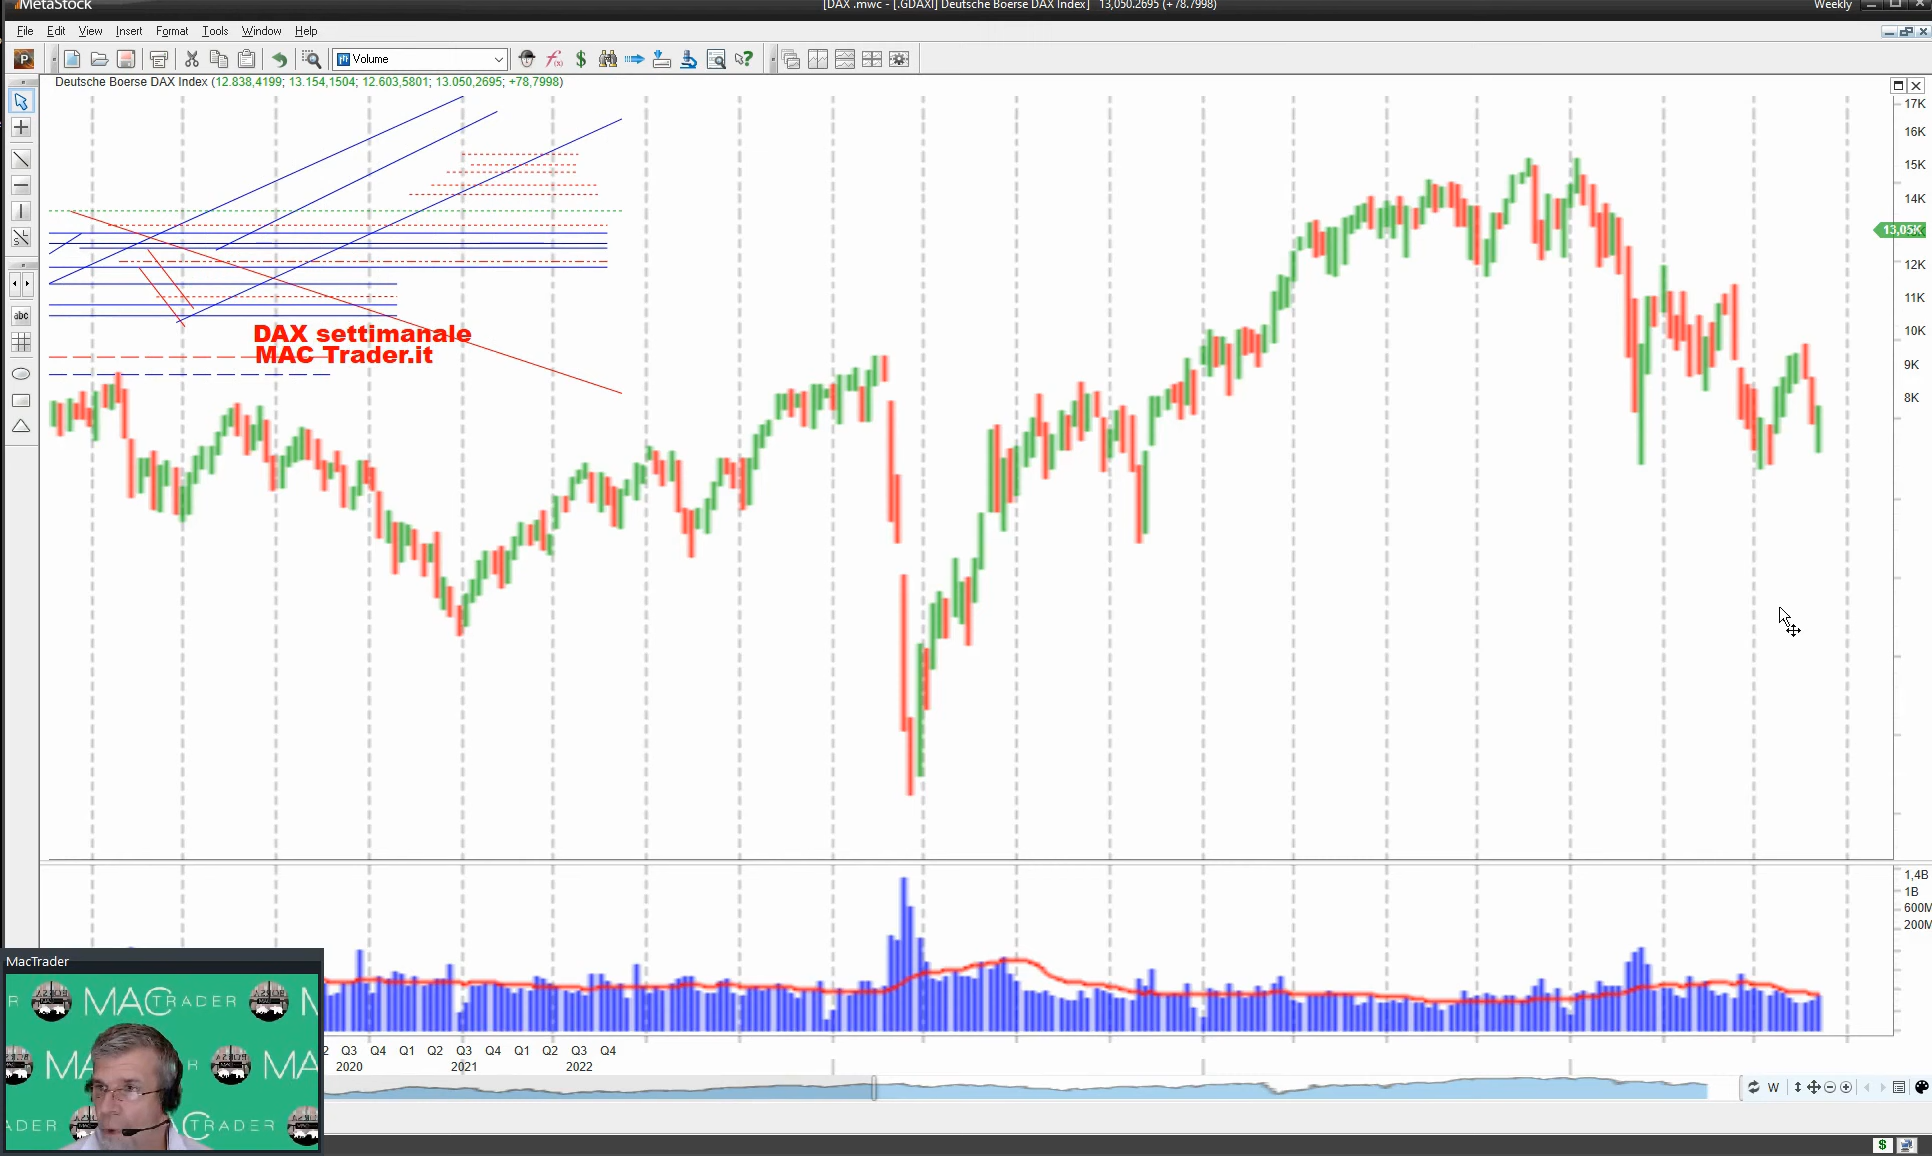 MetaStock
[DAX .mwc - [.GDAXI] Deutsche Boerse DAX Index] 13,050.2695 (+78.7998)
Weekly
File Edit View Insert Format Tools Window Help
P
Volume
Deutsche Boerse DAX Index (12.838,4199; 13.154,1504; 12.603,5801; 13.050,2695; +78,7998)
abc
17K
16K
15K
14K
13,05K
12K
11K
10K
9K
8K
DAX settimanale
MAC Trader.it
1,4B
1B
600M
200M
MacTrader
MAC TRADER
2 Q3 Q4 Q1 Q2 Q3 Q4 Q1 Q2 Q3 Q4
2020 2021 2022
W